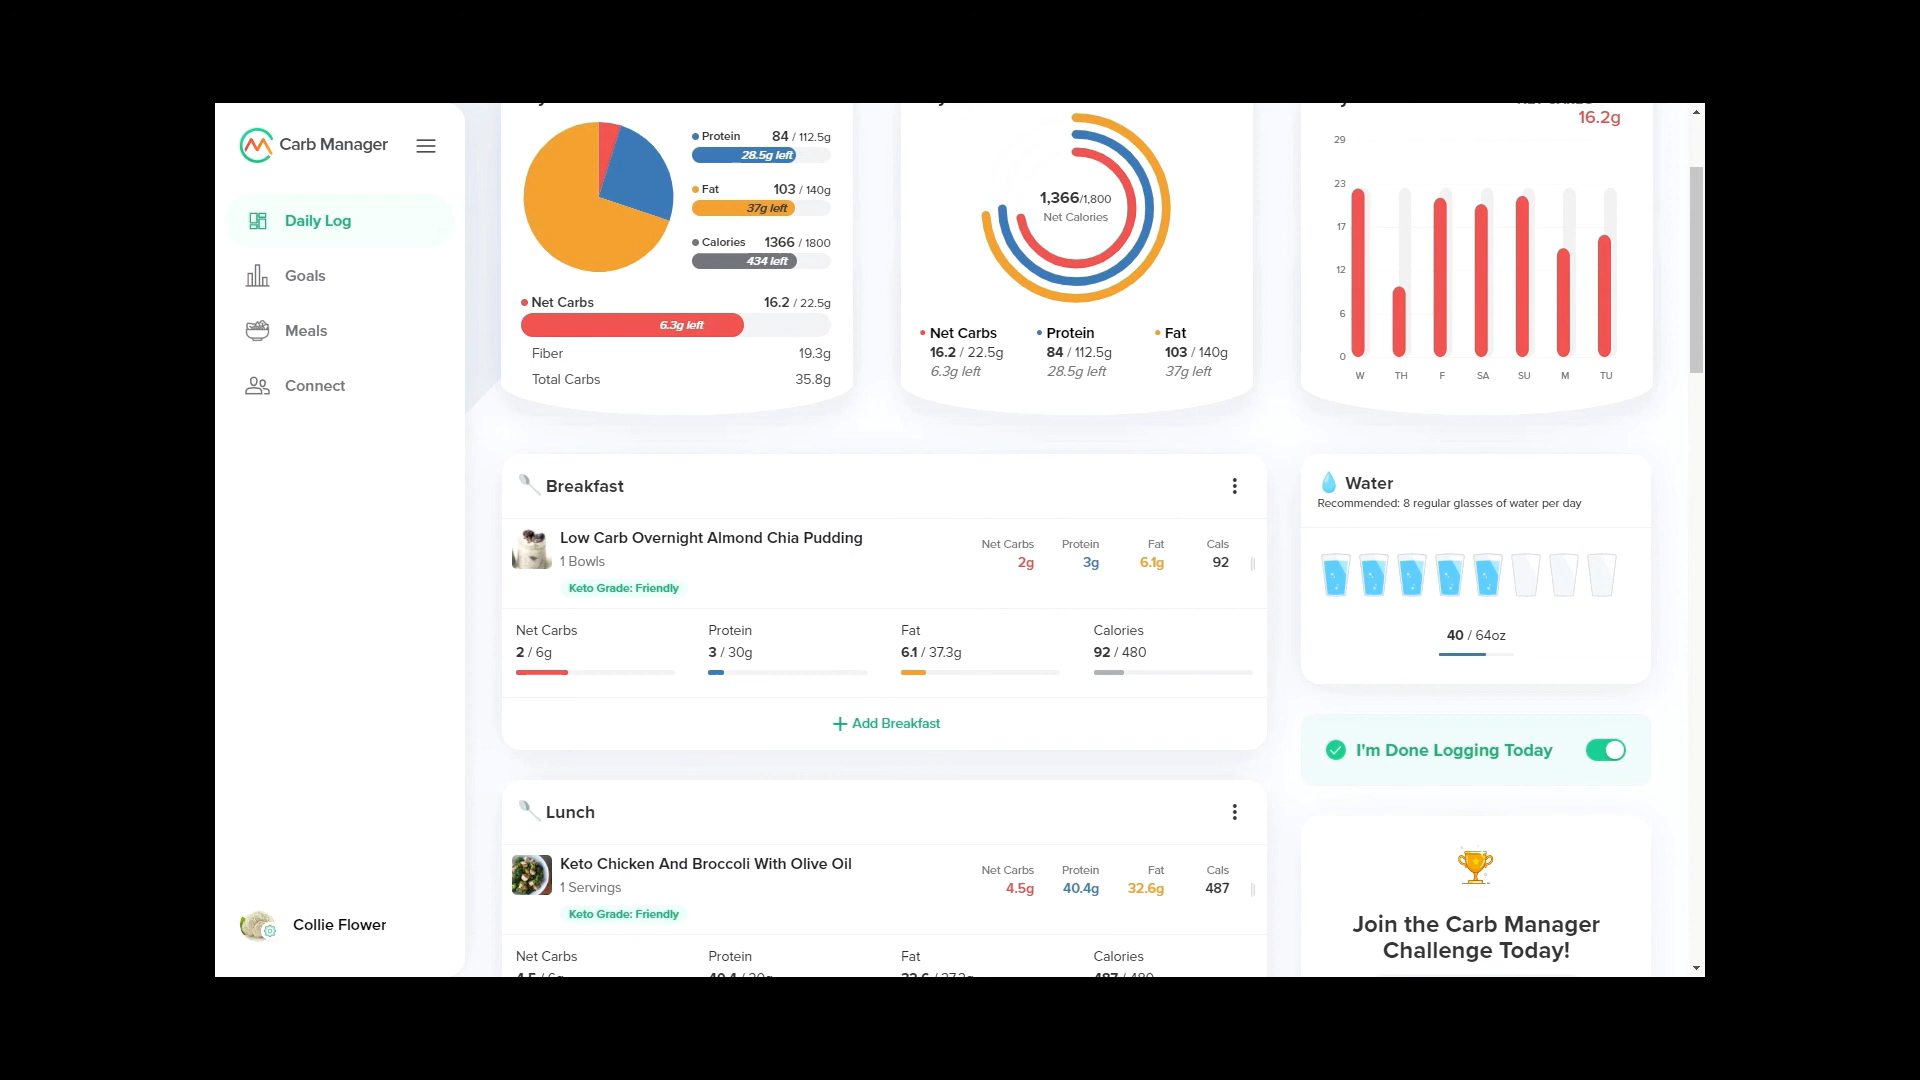 Carb Manager
Daily Log
Goals
Meals
Connect
Collie Flower
Protein 84 / 112.5g
28.5g left
Fat 103 / 140g
37g left
Calories 1366 / 1800
434 left
Net Carbs 16.2 / 22.5g
6.3g left
Fiber 19.3g
Total Carbs 35.8g
1,366/1,800
Net Calories
Net Carbs Protein Fat
16.2 / 22.5g 84 / 112.5g 103 / 140g
6.3g left 28.5g left 37g left
16.2g
29
23
17
12
6
0
W TH F SA SU M TU
Breakfast
Low Carb Overnight Almond Chia Pudding
1 Bowls
Keto Grade: Friendly
Net Carbs Protein Fat Cals
2g 3g 6.1g 92
Net Carbs Protein Fat Calories
2 / 6g 3 / 30g 6.1 / 37.3g 92 / 480
+ Add Breakfast
Lunch
Keto Chicken And Broccoli With Olive Oil
1 Servings
Keto Grade: Friendly
Net Carbs Protein Fat Cals
4.5g 40.4g 32.6g 487
Net Carbs Protein Fat Calories
Water
Recommended: 8 regular glasses of water per day
40 / 64oz
I'm Done Logging Today
Join the Carb Manager
Challenge Today!